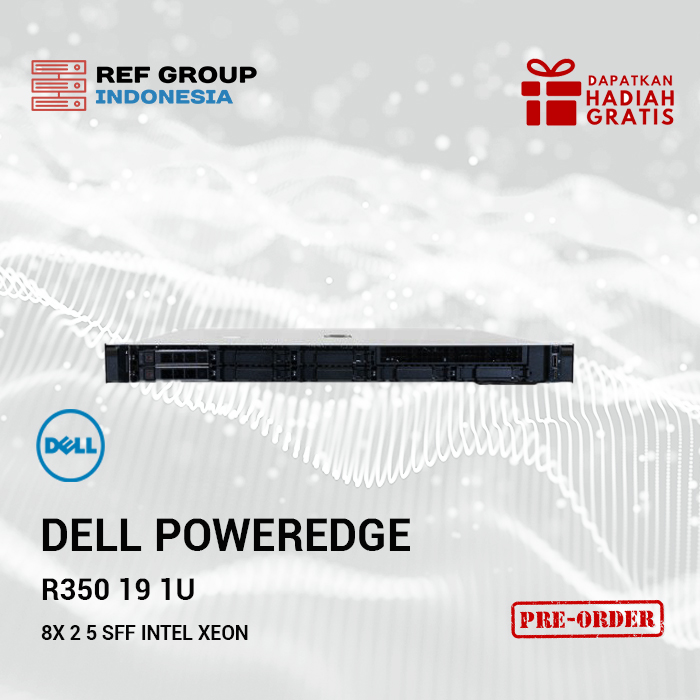 REF GROUP
INDONESIA
DAPATKAN
HADIAH
GRATIS
DELL
DELL POWEREDGE
R350 19 1U
8X 2 5 SFF INTEL XEON
PRE-ORDER